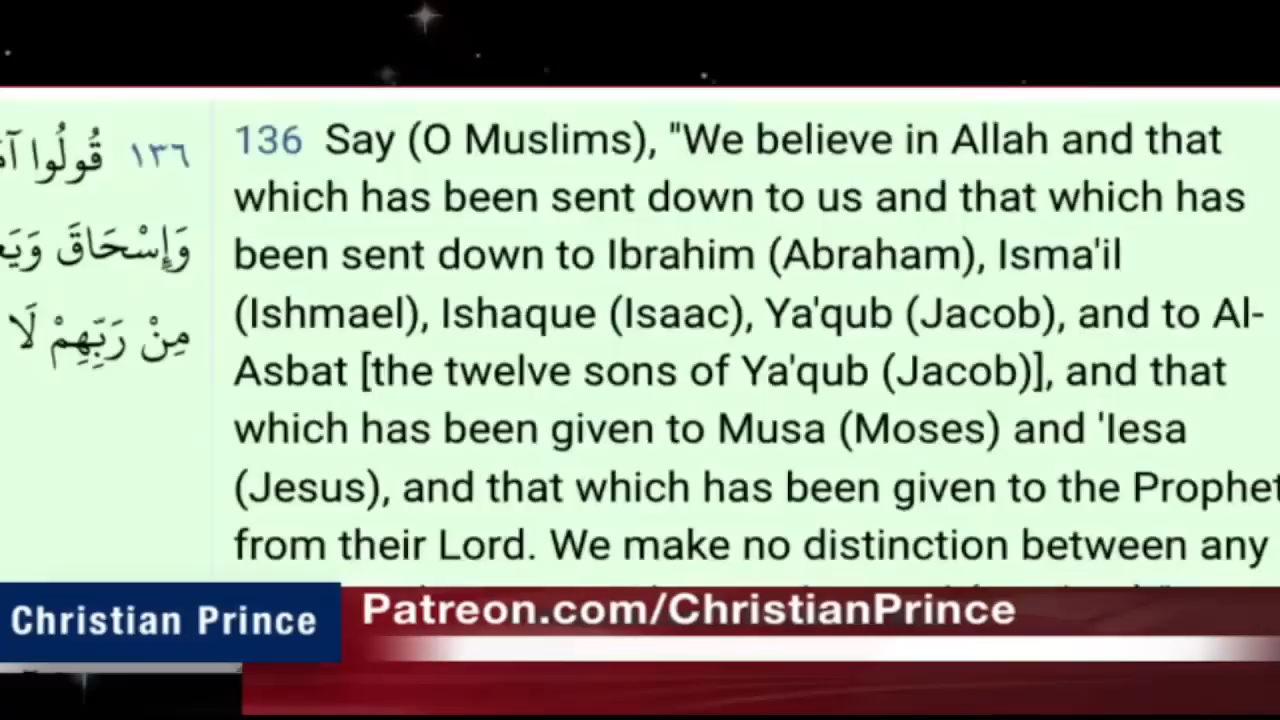 ١٣٦ قُولُوا
وَإِسْحَاقَ
مِنْ رَبِّهِمْ لَا
136 Say (O Muslims), "We believe in Allah and that
which has been sent down to us and that which has
been sent down to Ibrahim (Abraham), Isma'il
(Ishmael), Ishaque (Isaac), Ya'qub (Jacob), and to Al-
Asbat [the twelve sons of Ya'qub (Jacob)], and that
which has been given to Musa (Moses) and 'Iesa
(Jesus), and that which has been given to the Prophet
from their Lord. We make no distinction between any
Christian Prince
Patreon.com/ChristianPrince